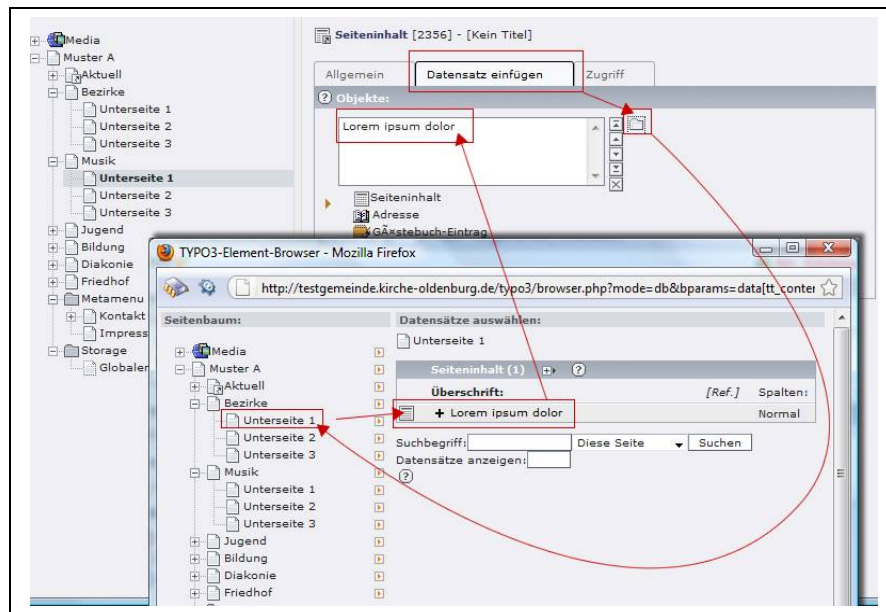 Media
Muster A
Aktuell
Bezirke
Unterseite 1
Unterseite 2
Unterseite 3
Musik
Unterseite 1
Unterseite 2
Unterseite 3
Jugend
Bildung
Diakonie
Friedhof
Metamenu
Kontakt
Impress
Storage
Globaler
Seiteninhalt [2356] - [Kein Titel]
Allgemein Datensatz einfügen Zugriff
Objekte:
Lorem ipsum dolor
Seiteninhalt
Adresse
GÃ¤stebuch-Eintrag
TYPO3-Element-Browser - Mozilla Firefox
http://testgemeinde.kirche-oldenburg.de/typo3/browser.php?mode=db&bparams=data[tt_conter
Seitenbaum:
Media
Muster A
Aktuell
Bezirke
Unterseite 1
Unterseite 2
Unterseite 3
Musik
Unterseite 1
Unterseite 2
Unterseite 3
Jugend
Bildung
Diakonie
Friedhof
Datensätze auswählen:
Unterseite 1
Seiteninhalt (1)
Überschrift: [Ref.] Spalten:
+ Lorem ipsum dolor Normal
Suchbegriff: Diese Seite Suchen
Datensätze anzeigen: